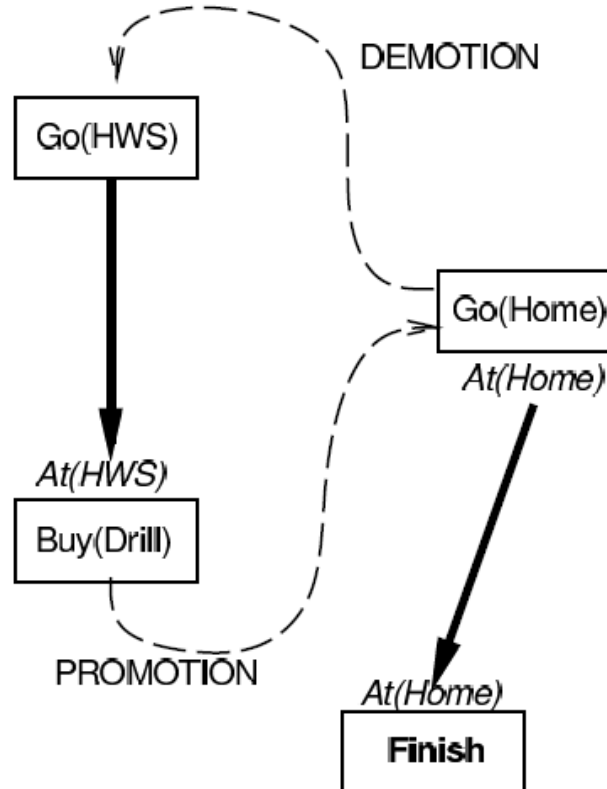 DEMOTION
Go(HWS)
Go(Home)
At(Home)
At(HWS)
Buy(Drill)
PROMOTION
At(Home)
Finish